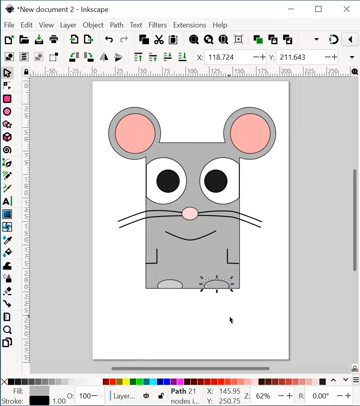 *New document 2 - Inkscape
File Edit View Layer Object Path Text Filters Extensions Help
X: 118.724 Y: 211.643
Fill: O: 100 Layer... Path 21 X: 145.95 Z: 62% R: 0.00°
Stroke: 1.00 nodes i... Y: 250.75